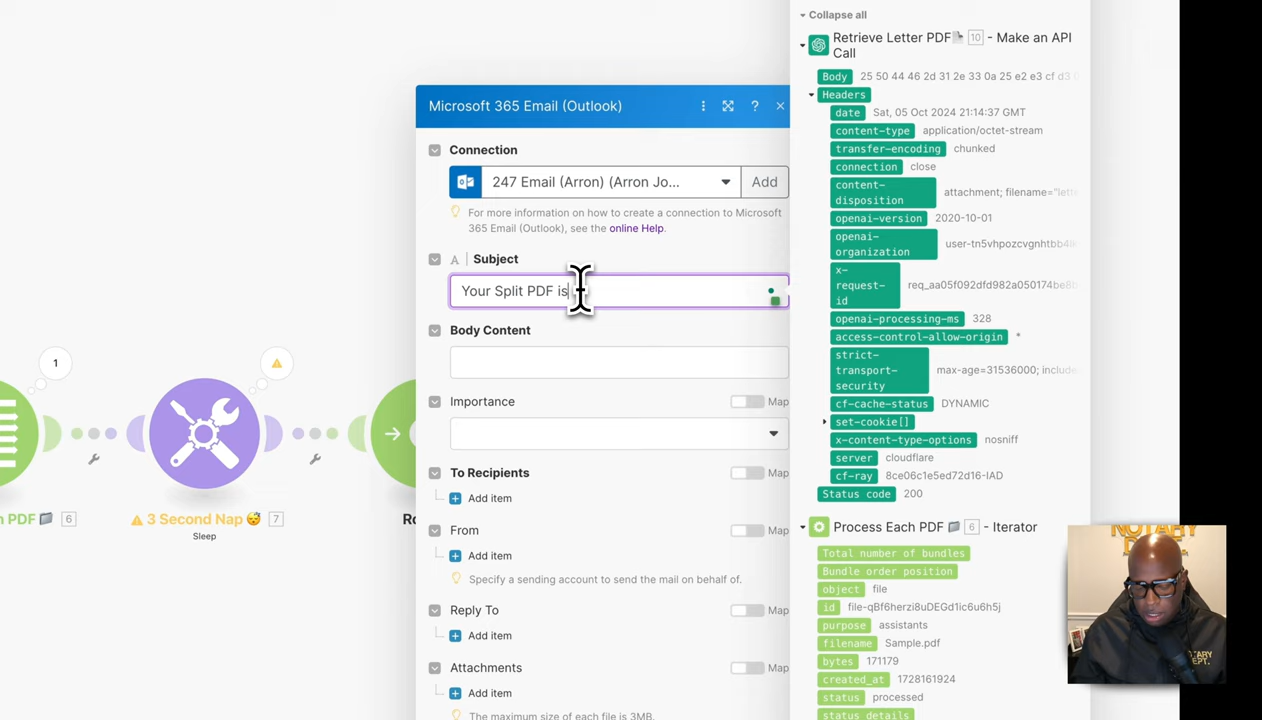 Collapse all
Retrieve Letter PDF 10 - Make an API
Call
Body 25 50 44 46 2d 31 2e 33 0a 25 e2 e3 cf d3
Headers
date Sat, 05 Oct 2024 21:14:37 GMT
content-type application/octet-stream
transfer-encoding chunked
connection close
content-
disposition attachment; filename="lette
openai-version 2020-10-01
openai-
organization user-tn5vhpozcvgnhtbb4lk
x-
request-
id req_aa05f092dfd982a050174be8b
openai-processing-ms 328
access-control-allow-origin *
strict-
transport-
security max-age=31536000; include
cf-cache-status DYNAMIC
set-cookie[]
x-content-type-options nosniff
server cloudflare
cf-ray 8ce06c1e5ed72d16-IAD
Status code 200
Process Each PDF 6 - Iterator
Total number of bundles
Bundle order position
object file
id file-qBf6herzi8uDEGd1ic6u6h5j
purpose assistants
filename Sample.pdf
bytes 171179
created_at 1728161924
status processed
status_details
Microsoft 365 Email (Outlook)
Connection
247 Email (Arron) (Arron Jo... Add
For more information on how to create a connection to Microsoft
365 Email (Outlook), see the online Help.
A Subject
Your Split PDF is
Body Content
Importance Map
To Recipients Map
Add item
From Map
Add item
Specify a sending account to send the mail on behalf of.
Reply To Map
Add item
Attachments Map
Add item
The maximum size of each file is 3MB.
1
PDF 6
3 Second Nap 7
Sleep
Ro
NOTARY
NOTARY
DEPT.